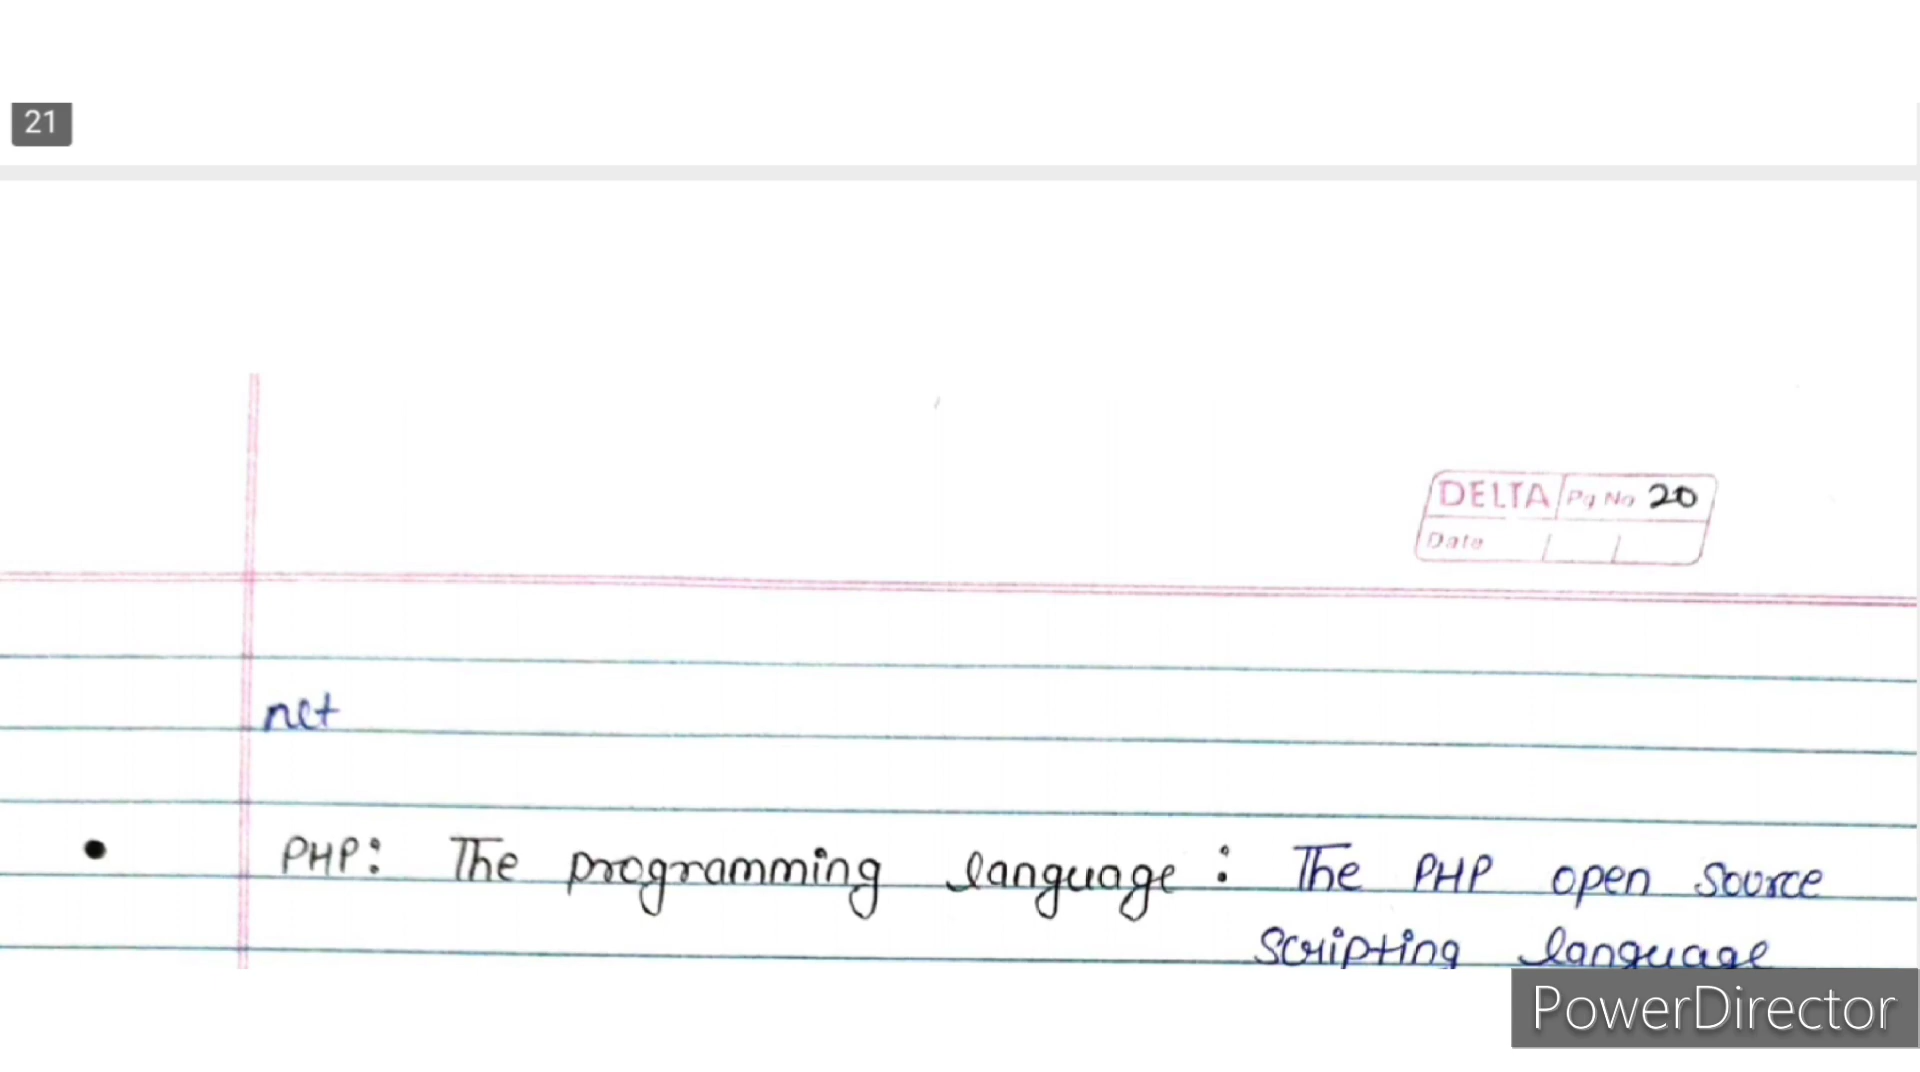 21
DELTA Pg No 20
Date
net
• PHP: The programming language : The PHP open source
scripting language
PowerDirector